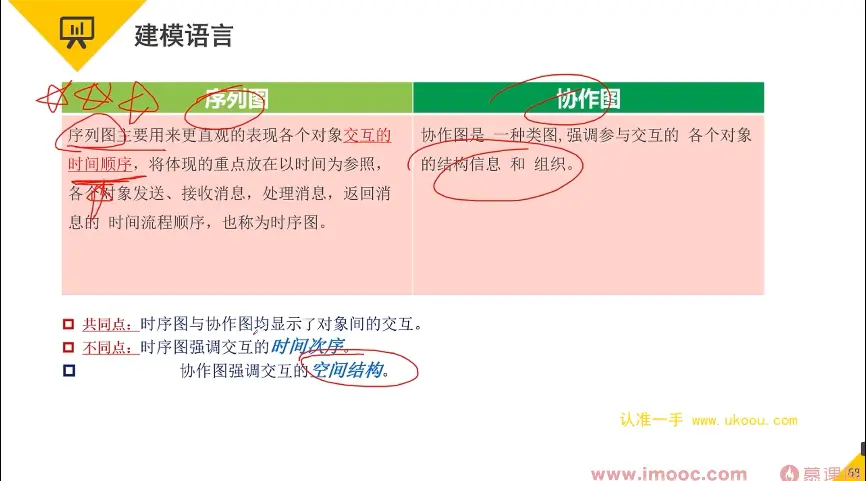 建模语言
序列图
协作图
序列图主要用来更直观的表现各个对象交互的
时间顺序，将体现的重点放在以时间为参照，
各个对象发送、接收消息，处理消息，返回消
息的 时间流程顺序，也称为时序图。
协作图是 一种类图,强调参与交互的 各个对象
的结构信息 和 组织。
共同点：时序图与协作图均显示了对象间的交互。
不同点：时序图强调交互的时间次序。
协作图强调交互的空间结构。
认准一手 www.ukoou.com
www.imooc.com
慕课
69